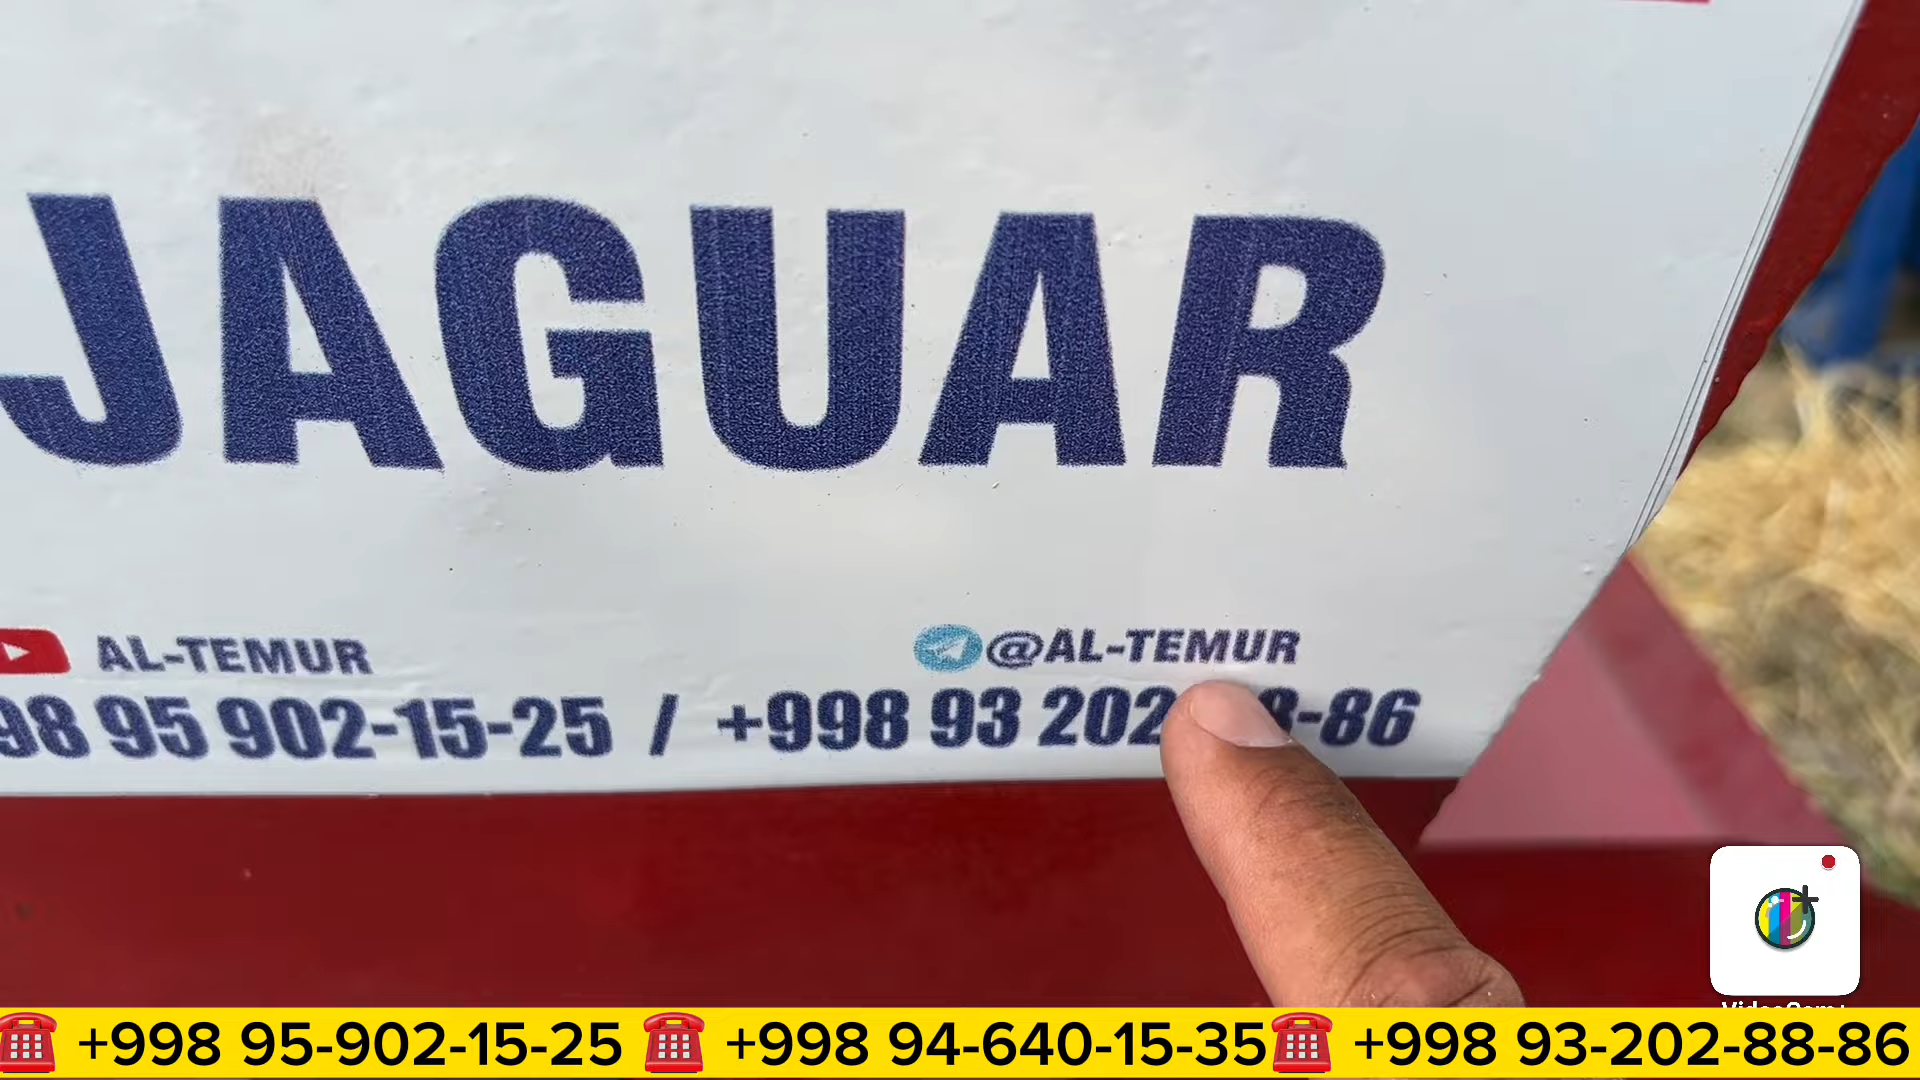 JAGUAR
AL-TEMUR
@AL-TEMUR
98 95 902-15-25 / +998 93 202 8-86
☎️ +998 95-902-15-25 ☎️ +998 94-640-15-35 ☎️ +998 93-202-88-86